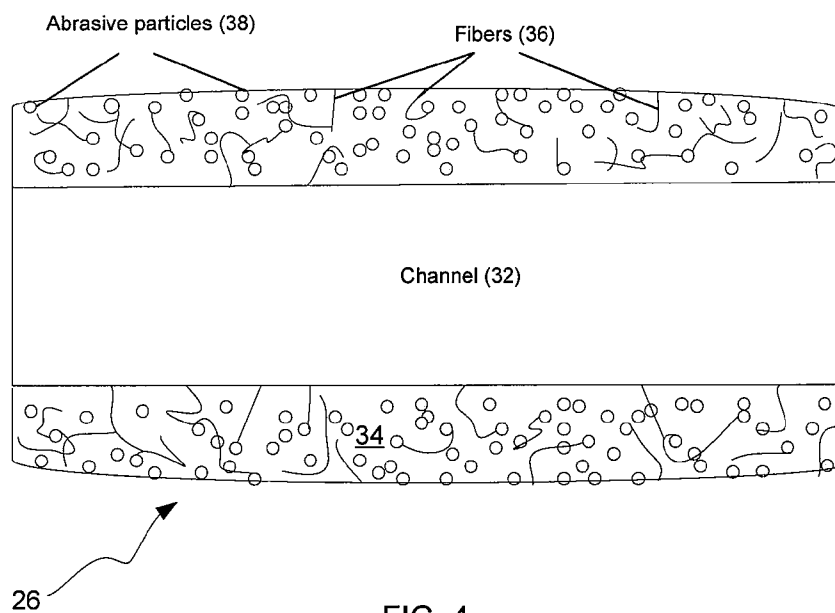 Abrasive particles (38)
Fibers (36)
Channel (32)
34
26
FIG. 4